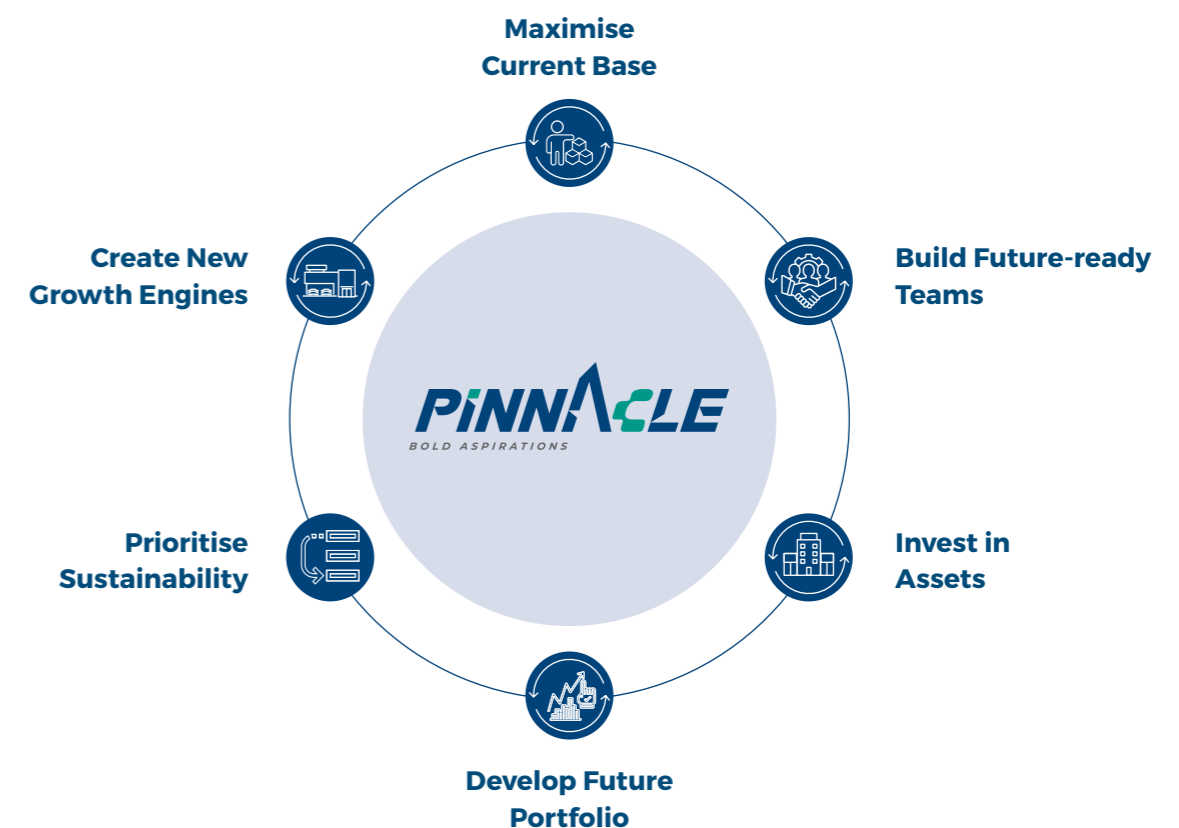 Maximise
Current Base
Create New
Growth Engines
Build Future-ready
Teams
PiNNACLE
BOLD ASPIRATIONS
Prioritise
Sustainability
Invest in
Assets
Develop Future
Portfolio